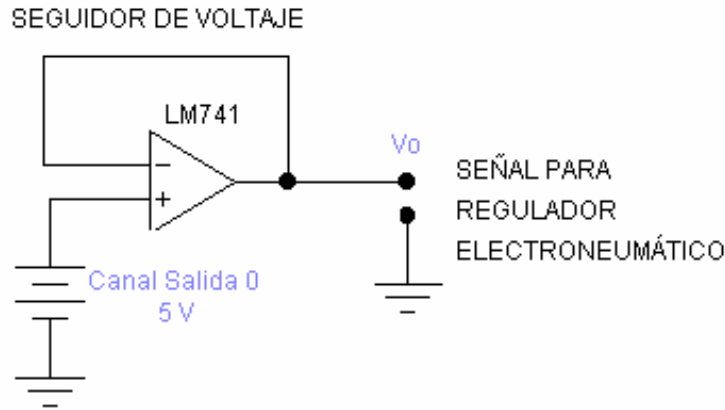 SEGUIDOR DE VOLTAJE
LM741
−
+
Vo
SEÑAL PARA
REGULADOR
ELECTRONEUMÁTICO
Canal Salida 0
5 V